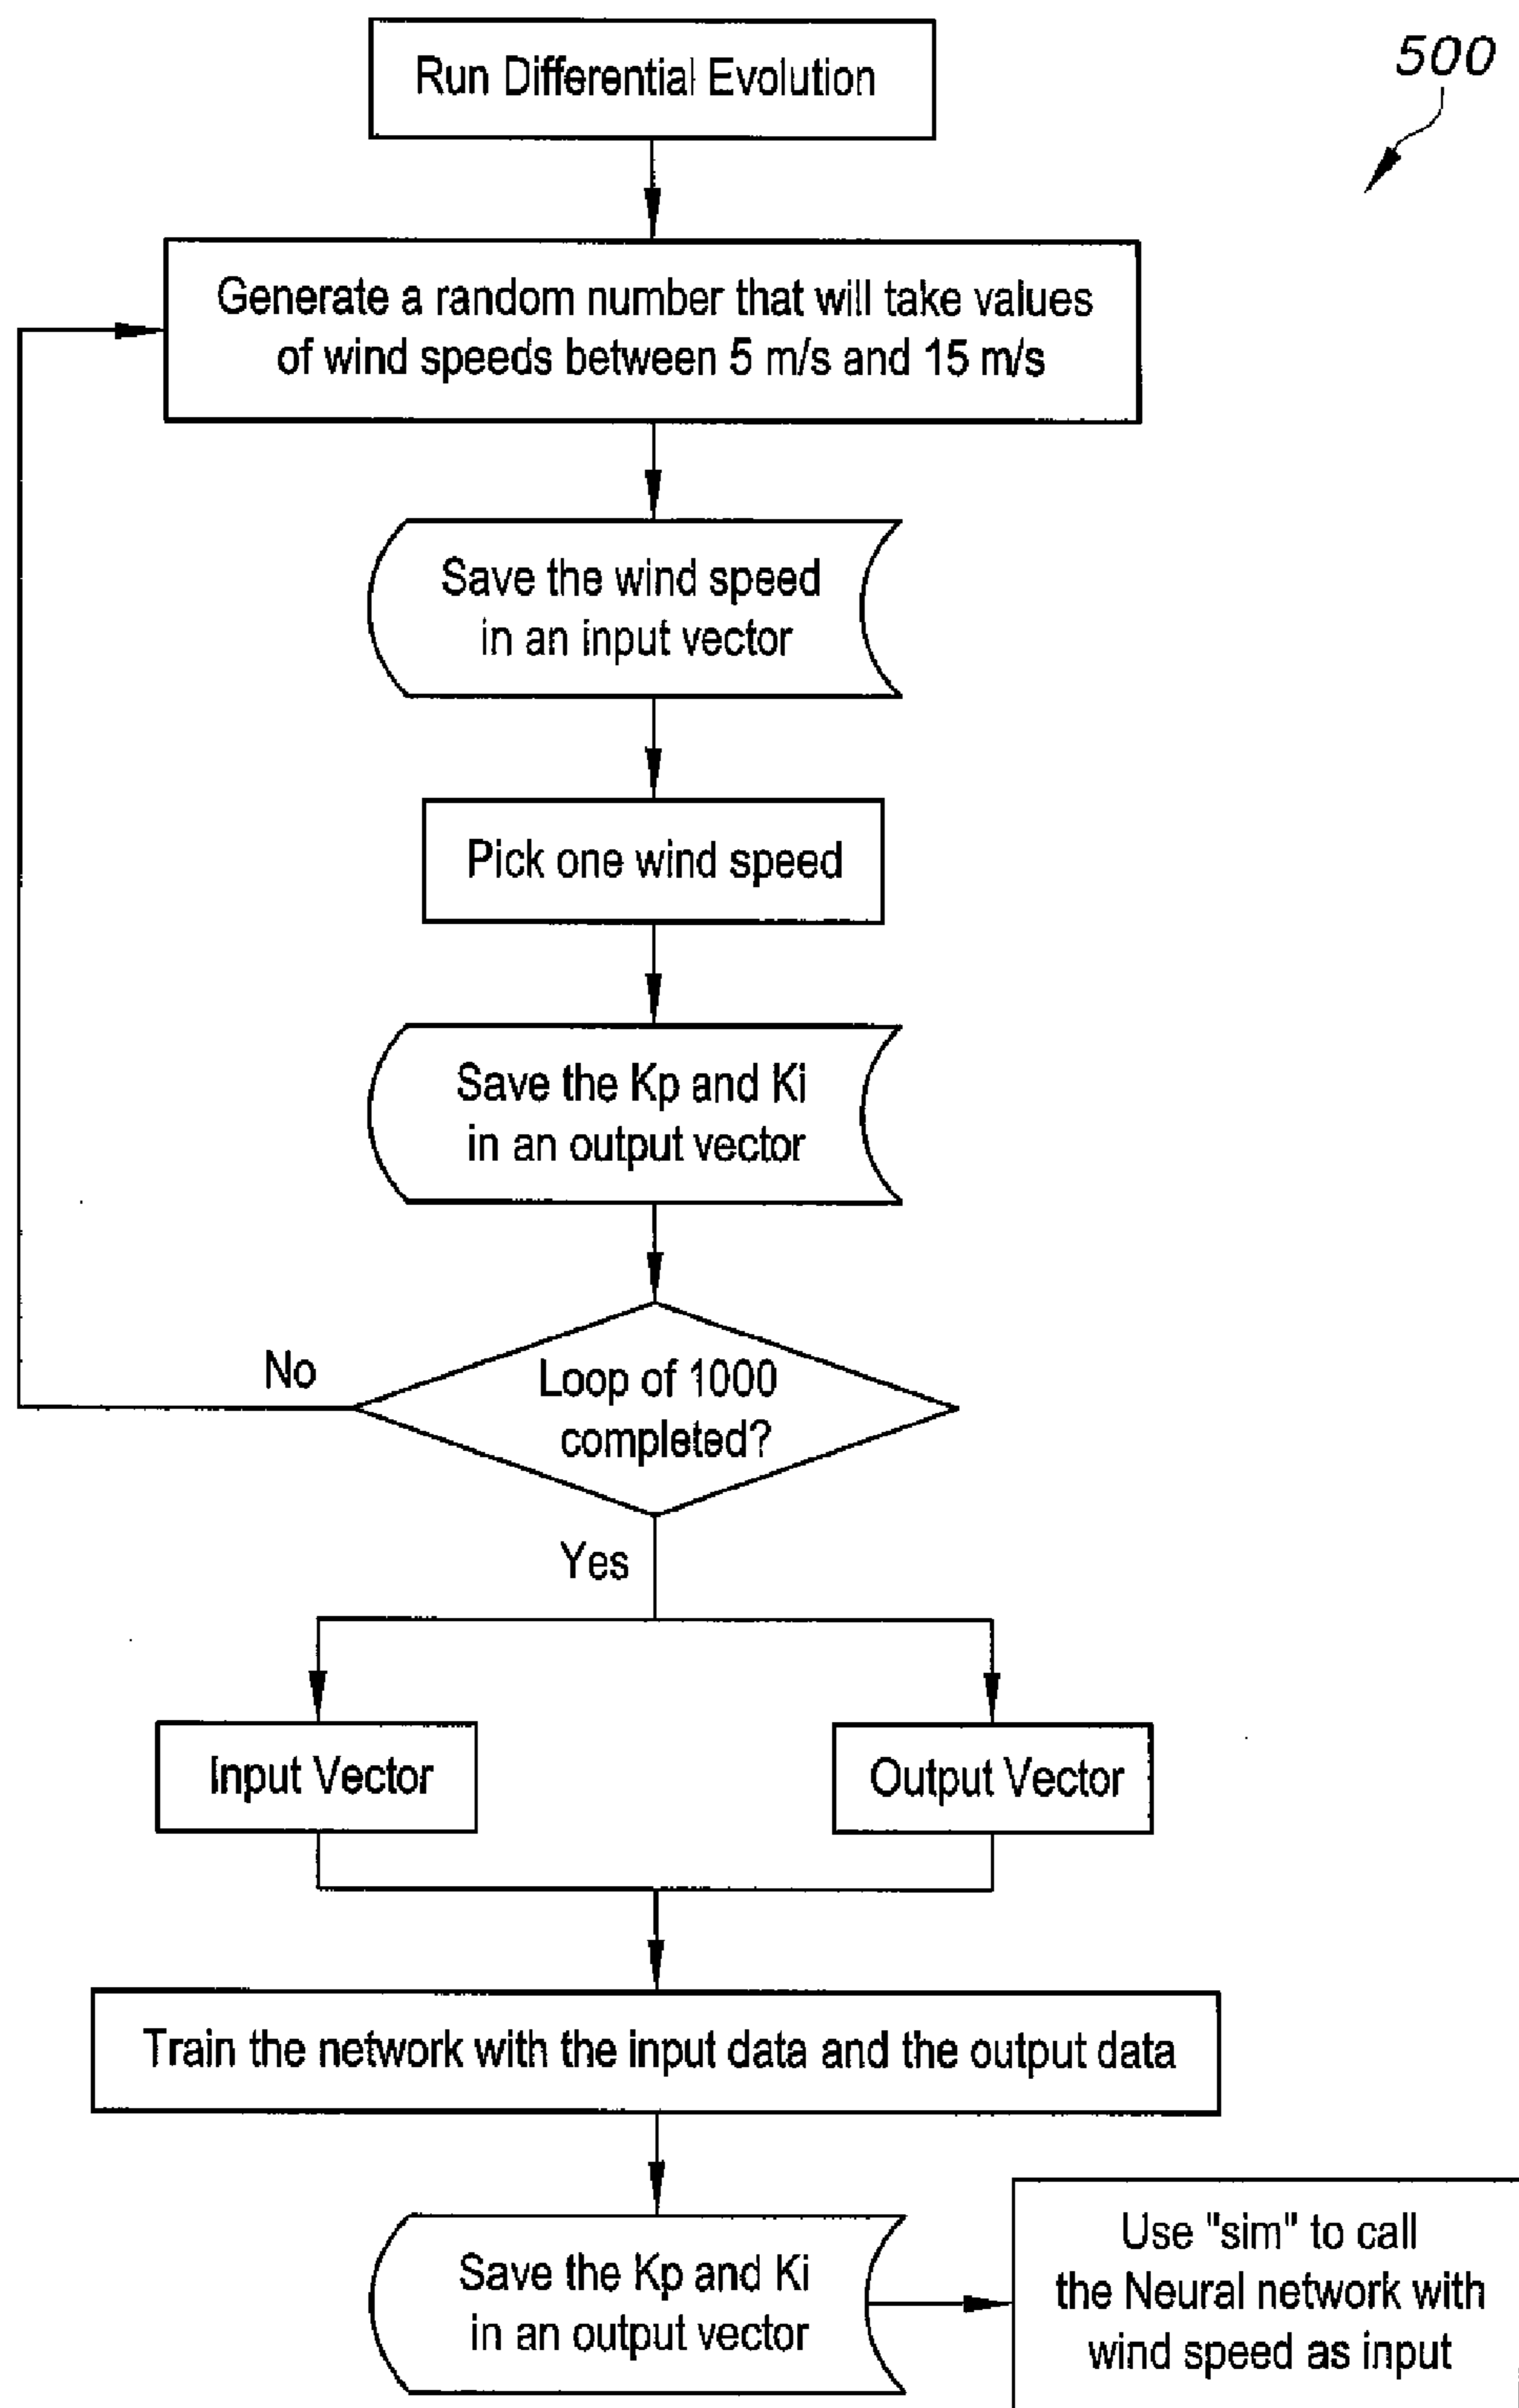 500
Run Differential Evolution
Generate a random number that will take values
of wind speeds between 5 m/s and 15 m/s
Save the wind speed
in an input vector
Pick one wind speed
Save the Kp and Ki
in an output vector
Loop of 1000
completed?
No
Yes
Input Vector
Output Vector
Train the network with the input data and the output data
Save the Kp and Ki
in an output vector
Use "sim" to call
the Neural network with
wind speed as input